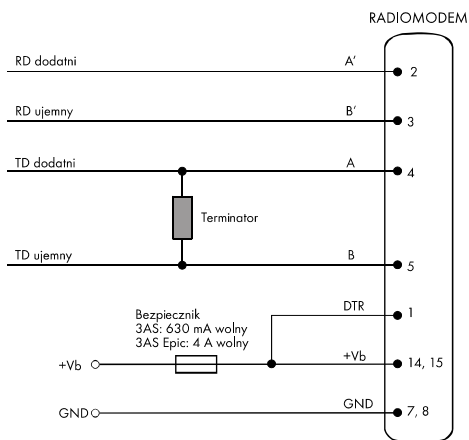 RADIOMODEM
RD dodatni A′ 2
RD ujemny B′ 3
TD dodatni A 4
Terminator
TD ujemny B 5
DTR 1
Bezpiecznik
3AS: 630 mA wolny
3AS Epic: 4 A wolny
+Vb +Vb 14, 15
GND GND 7, 8